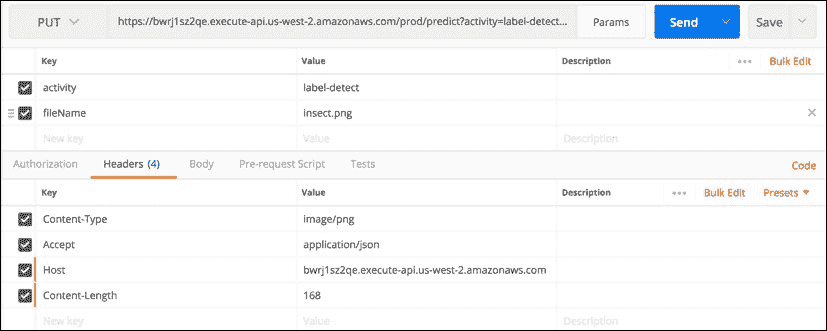 PUT https://bwrj1sz2qe.execute-api.us-west-2.amazonaws.com/prod/predict?activity=label-detect... Params Send Save
Key Value Description ••• Bulk Edit
activity label-detect
fileName insect.png
New key Value Description
Authorization Headers (4) Body Pre-request Script Tests Code
Key Value Description ••• Bulk Edit Presets
Content-Type image/png
Accept application/json
Host bwrj1sz2qe.execute-api.us-west-2.amazonaws.com
Content-Length 168
New key Value Description